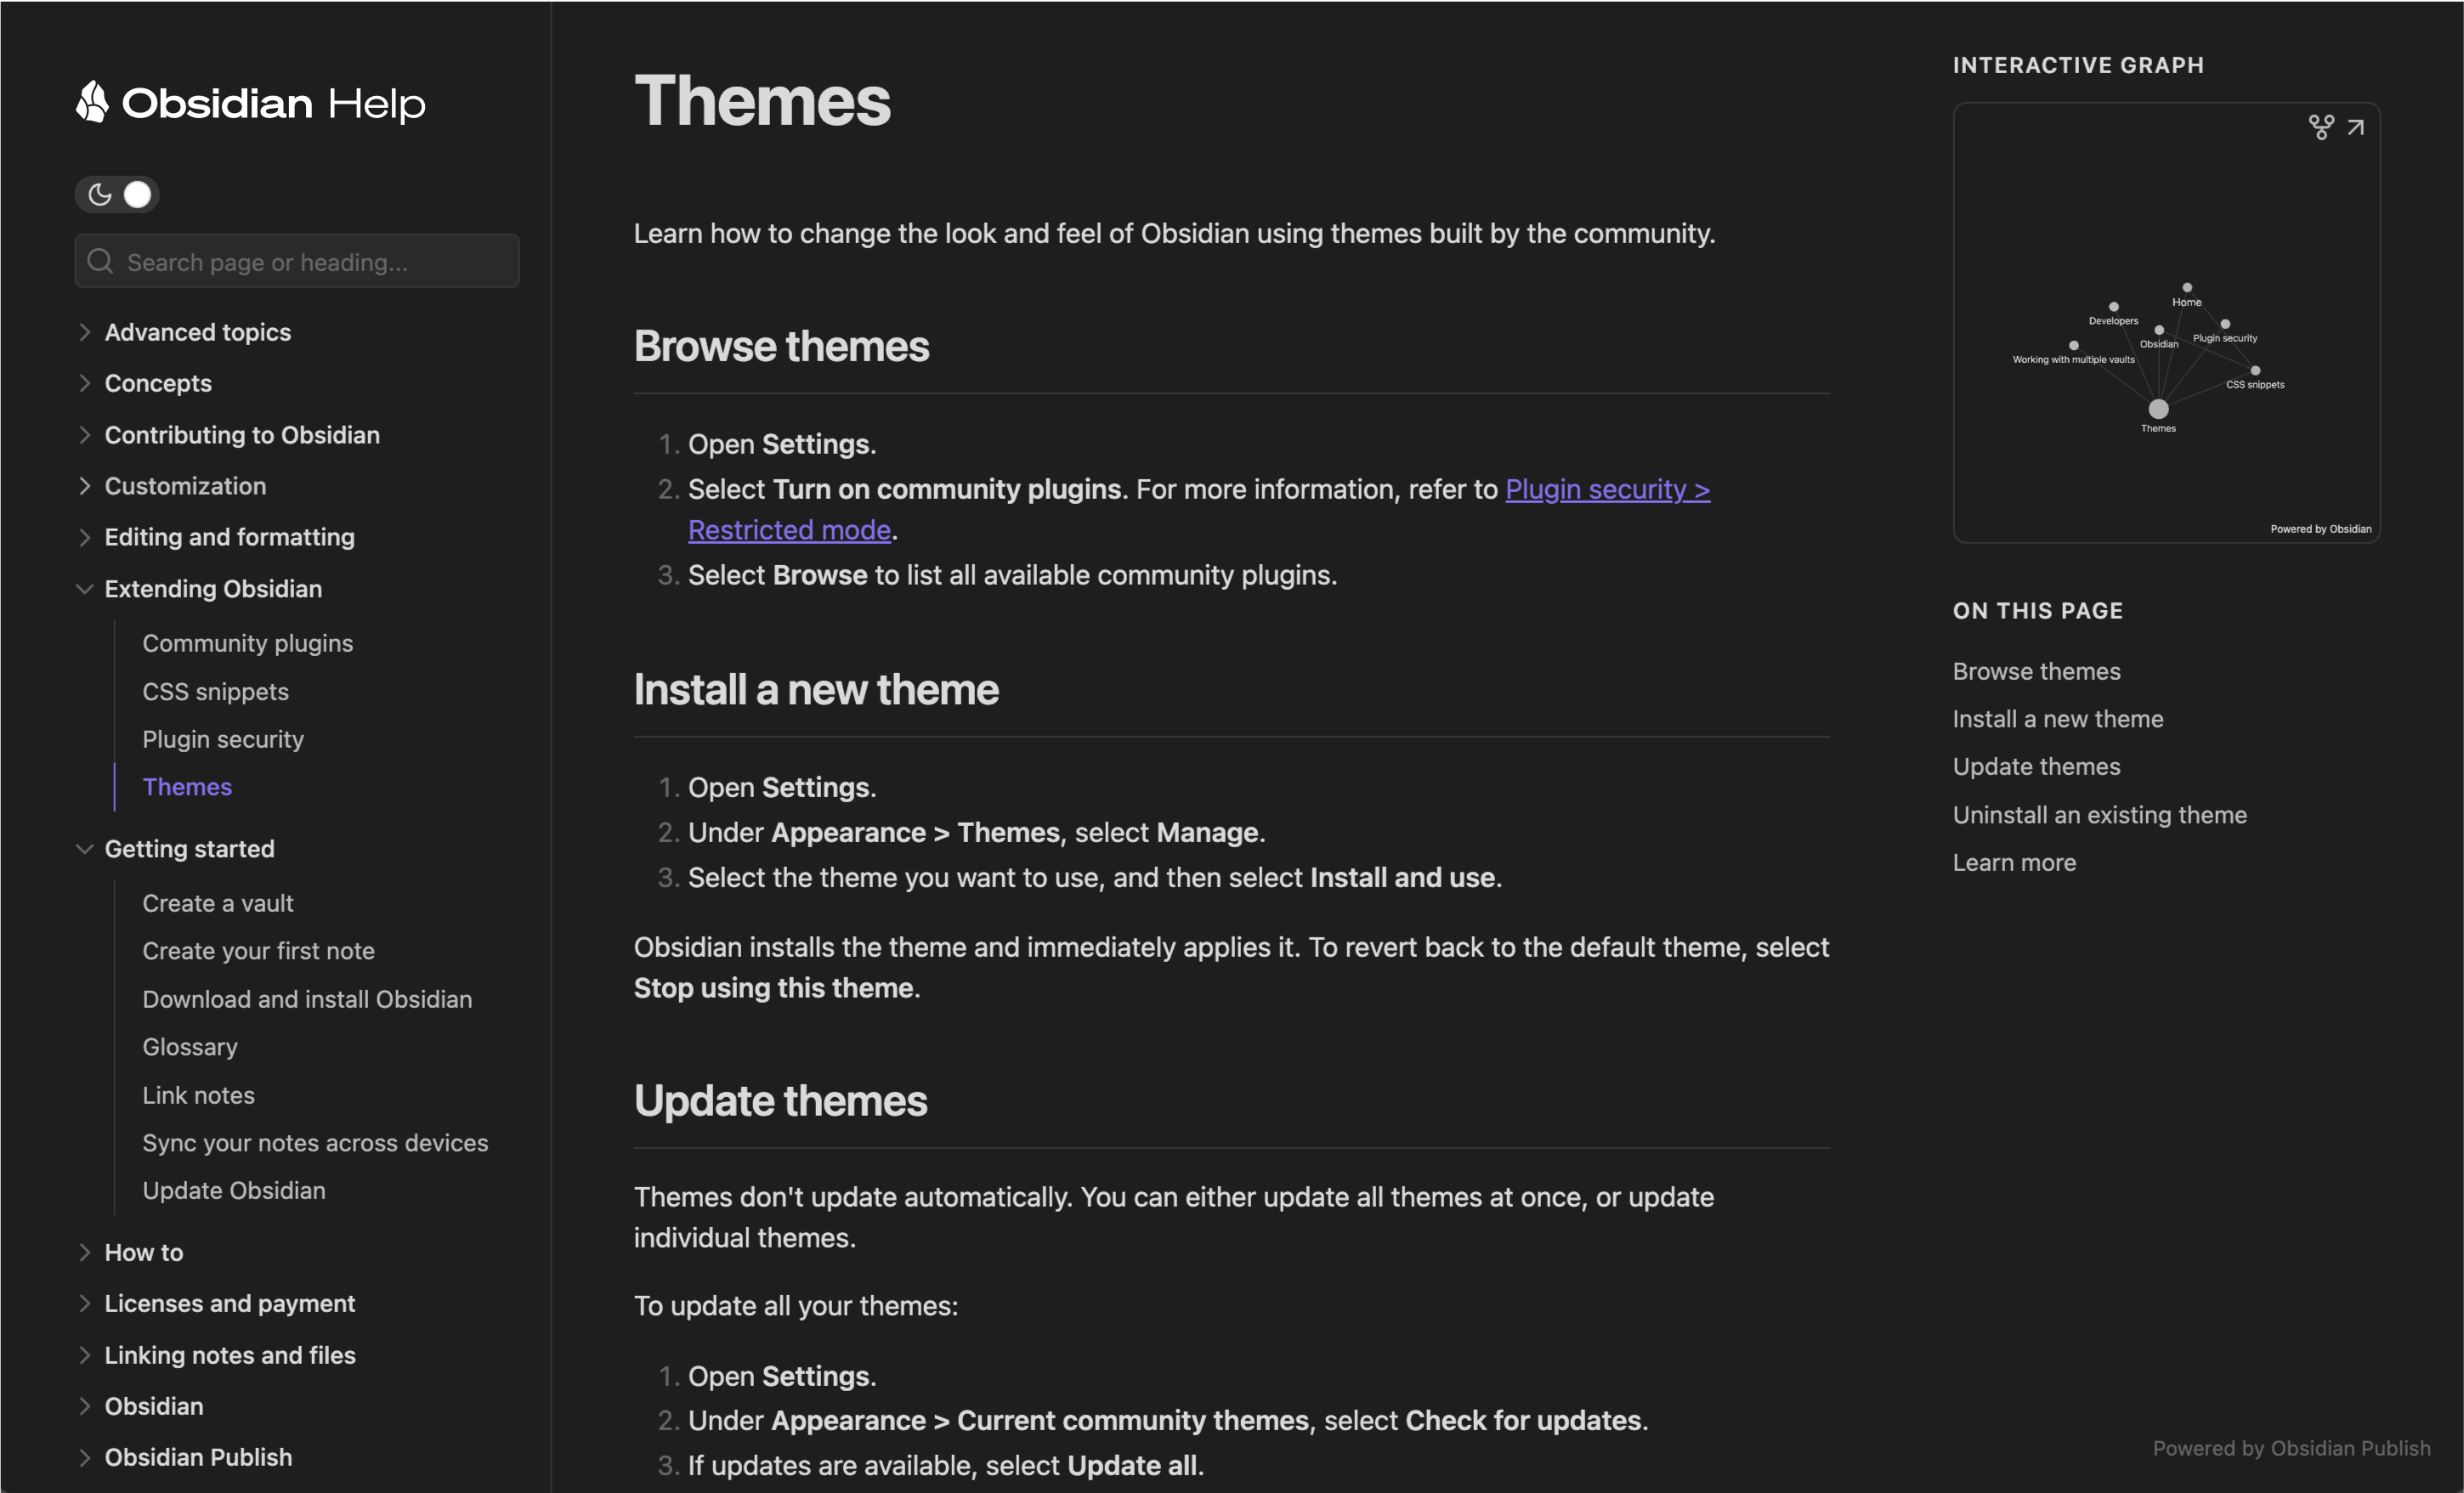 Obsidian Help
Search page or heading...
Advanced topics
Concepts
Contributing to Obsidian
Customization
Editing and formatting
Extending Obsidian
Community plugins
CSS snippets
Plugin security
Themes
Getting started
Create a vault
Create your first note
Download and install Obsidian
Glossary
Link notes
Sync your notes across devices
Update Obsidian
How to
Licenses and payment
Linking notes and files
Obsidian
Obsidian Publish
Themes
Learn how to change the look and feel of Obsidian using themes built by the community.
Browse themes
1. Open Settings.
2. Select Turn on community plugins. For more information, refer to Plugin security >
Restricted mode.
3. Select Browse to list all available community plugins.
Install a new theme
1. Open Settings.
2. Under Appearance > Themes, select Manage.
3. Select the theme you want to use, and then select Install and use.
Obsidian installs the theme and immediately applies it. To revert back to the default theme, select
Stop using this theme.
Update themes
Themes don't update automatically. You can either update all themes at once, or update
individual themes.
To update all your themes:
1. Open Settings.
2. Under Appearance > Current community themes, select Check for updates.
3. If updates are available, select Update all.
INTERACTIVE GRAPH
Home
Developers
Plugin security
Obsidian
Working with multiple vaults
CSS snippets
Themes
Powered by Obsidian
ON THIS PAGE
Browse themes
Install a new theme
Update themes
Uninstall an existing theme
Learn more
Powered by Obsidian Publish